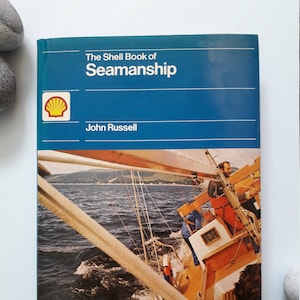 The Shell Book of
Seamanship
John Russell